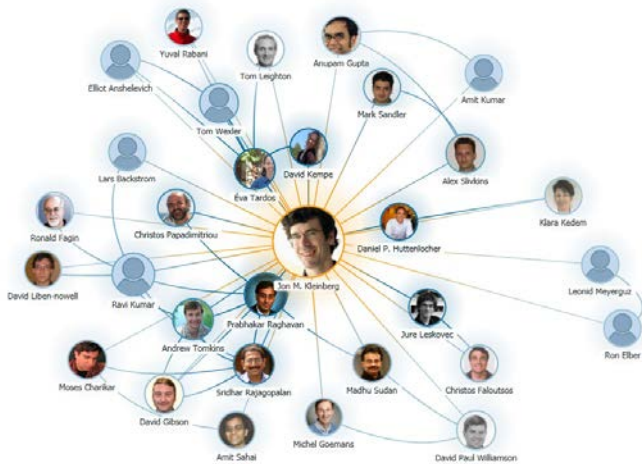 Yuval Rabani
Tom Leighton
Anupam Gupta
Elliot Anshelevich
Amit Kumar
Mark Sandler
Tom Wexler
David Kempe
Lars Backstrom
Éva Tardos
Alex Slivkins
Klara Kedem
Ronald Fagin
Christos Papadimitriou
Daniel P. Huttenlocher
Jon M. Kleinberg
Leonid Meyerguz
David Liben-nowell
Ravi Kumar
Prabhakar Raghavan
Andrew Tomkins
Jure Leskovec
Ron Elber
Moses Charikar
Sridhar Rajagopalan
Madhu Sudan
Christos Faloutsos
David Gibson
Amit Sahai
Michel Goemans
David Paul Williamson